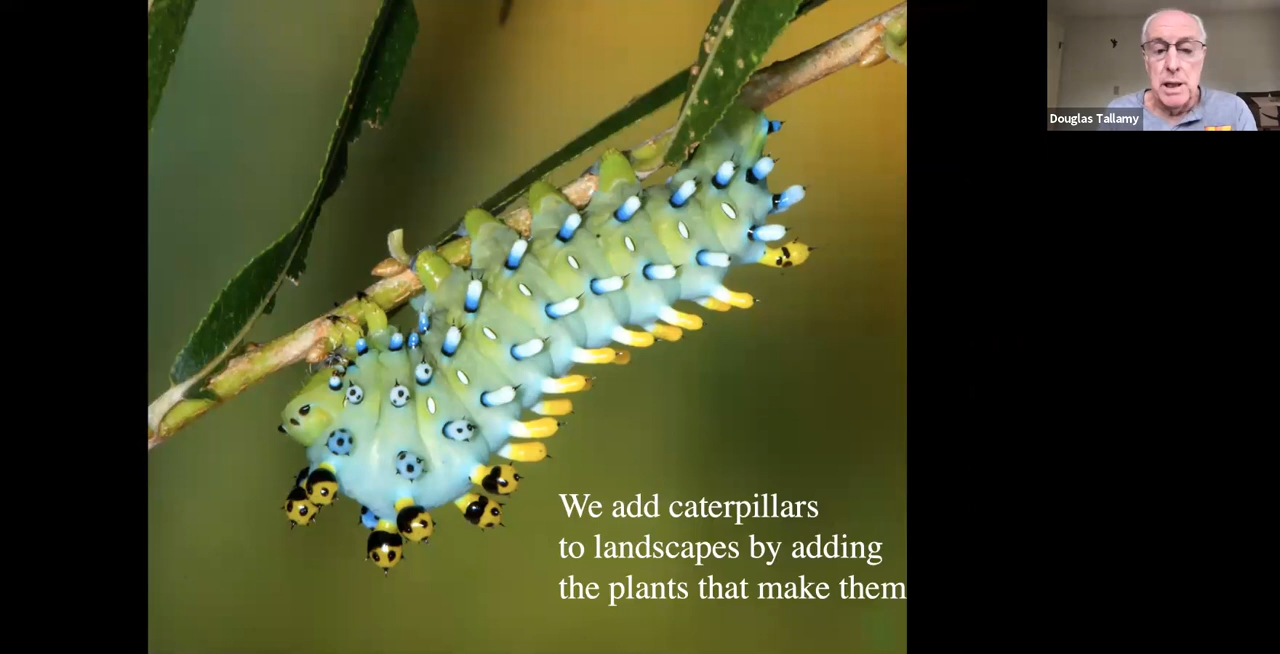 Douglas Tallamy
We add caterpillars
to landscapes by adding
the plants that make them